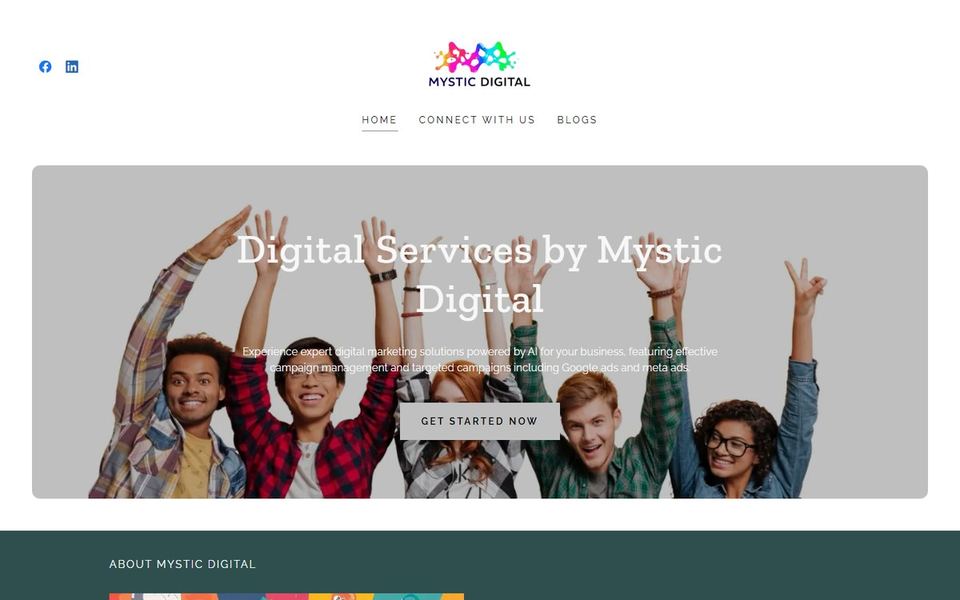 MYSTIC DIGITAL
HOME CONNECT WITH US BLOGS
Digital Services by Mystic
Digital
Experience expert digital marketing solutions powered by AI for your business, featuring effective
campaign management and targeted campaigns including Google ads and meta ads.
GET STARTED NOW
ABOUT MYSTIC DIGITAL